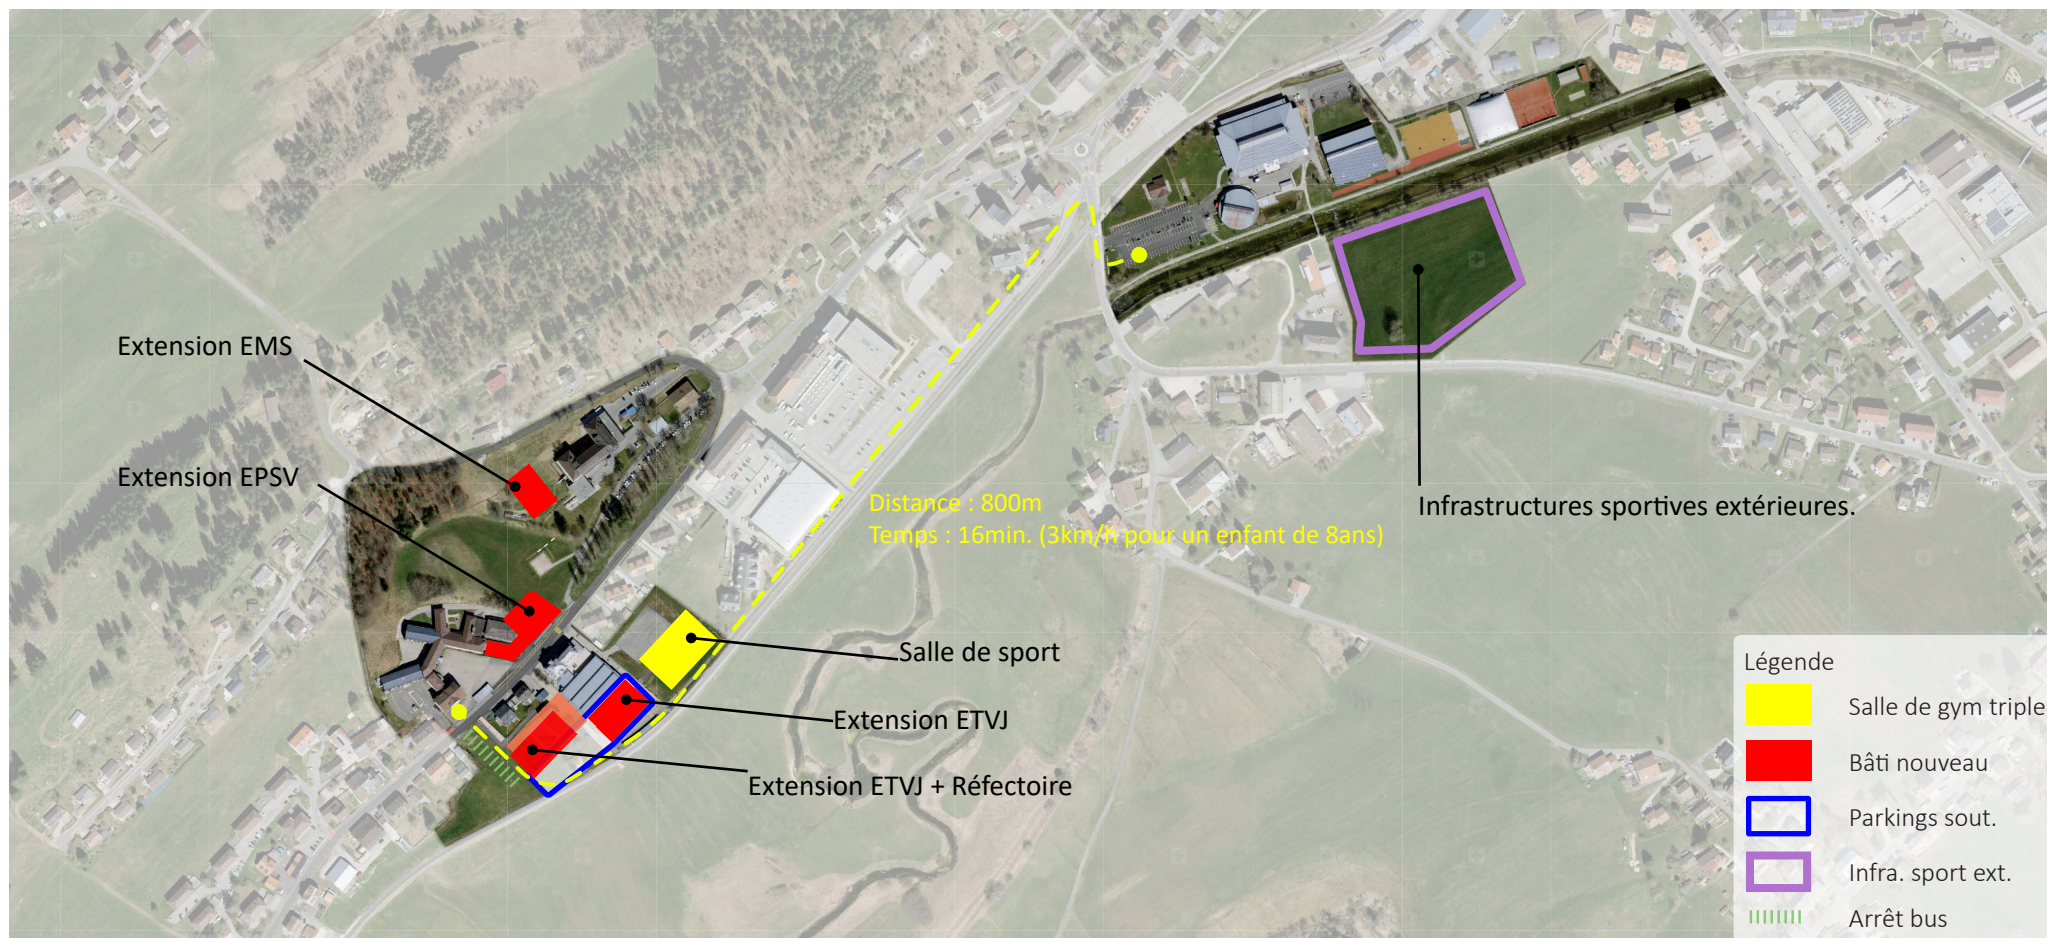 Extension EMS
Extension EPSV
Distance : 800m
Temps : 16min. (3km/h pour un enfant de 8ans)
Infrastructures sportives extérieures.
Salle de sport
Extension ETVJ
Extension ETVJ + Réfectoire
Légende
Salle de gym triple
Bâti nouveau
Parkings sout.
Infra. sport ext.
Arrêt bus